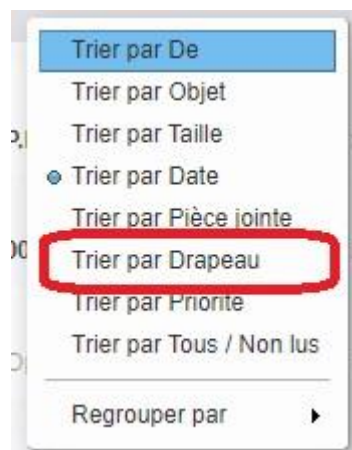 Trier par De
Trier par Objet
Trier par Taille
Trier par Date
Trier par Pièce jointe
Trier par Drapeau
Trier par Priorité
Trier par Tous / Non lus
Regrouper par